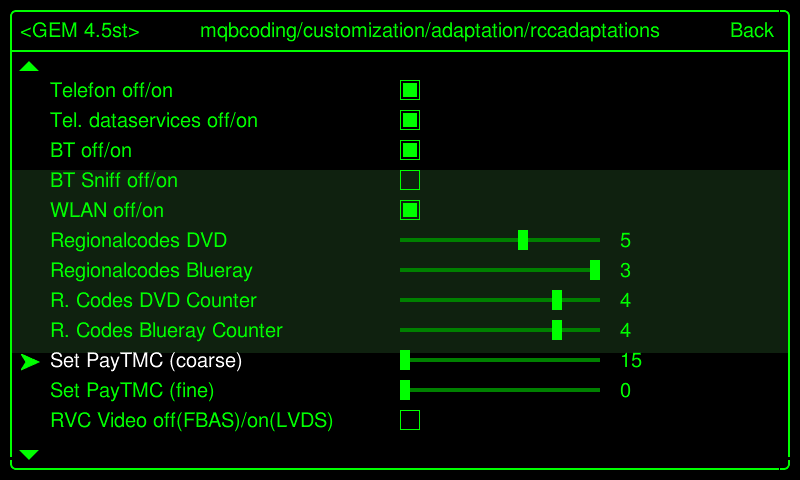 <GEM 4.5st> mqbcoding/customization/adaptation/rccadaptations Back
Telefon off/on
Tel. dataservices off/on
BT off/on
BT Sniff off/on
WLAN off/on
Regionalcodes DVD 5
Regionalcodes Blueray 3
R. Codes DVD Counter 4
R. Codes Blueray Counter 4
Set PayTMC (coarse) 15
Set PayTMC (fine) 0
RVC Video off(FBAS)/on(LVDS)